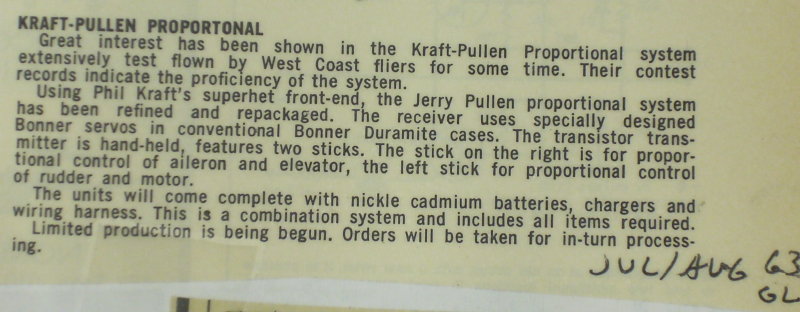 KRAFT-PULLEN PROPORTONAL
Great interest has been shown in the Kraft-Pullen Proportional system
extensively test flown by West Coast fliers for some time. Their contest
records indicate the proficiency of the system.
Using Phil Kraft's superhet front-end, the Jerry Pullen proportional system
has been refined and repackaged. The receiver uses specially designed
Bonner servos in conventional Bonner Duramite cases. The transistor trans-
mitter is hand-held, features two sticks. The stick on the right is for propor-
tional control of aileron and elevator, the left stick for proportional control
of rudder and motor.
The units will come complete with nickle cadmium batteries, chargers and
wiring harness. This is a combination system and includes all items required.
Limited production is being begun. Orders will be taken for in-turn process-
ing.
JUL/AUG 63
GL